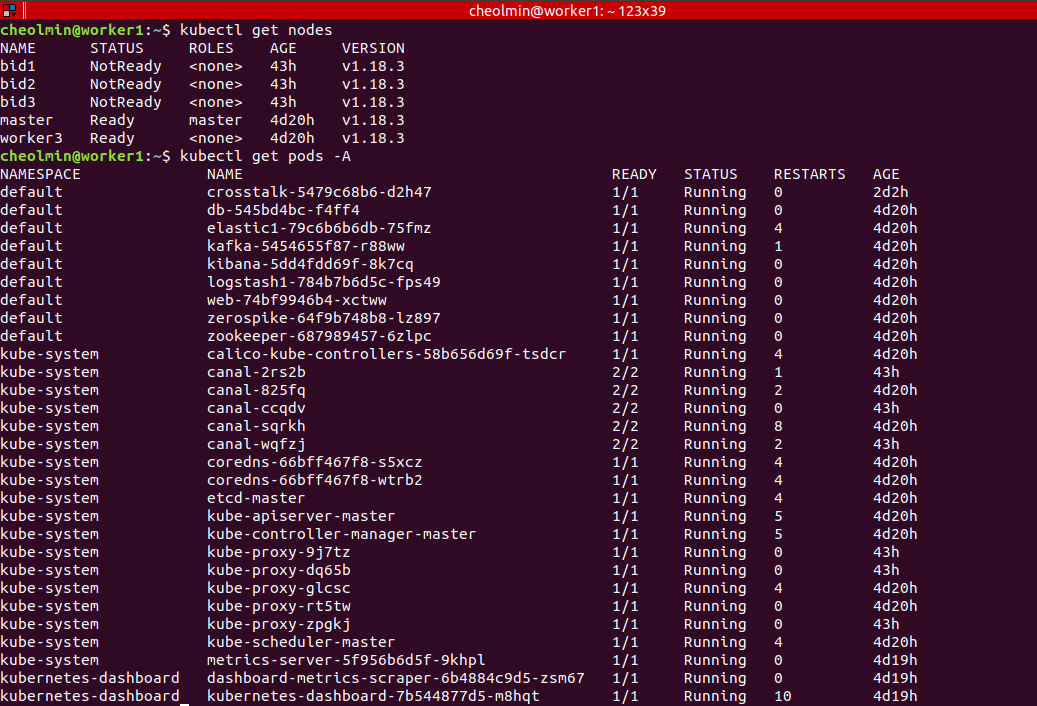 cheolmin@worker1: ~ 123x39
cheolmin@worker1:~$ kubectl get nodes
NAME STATUS ROLES AGE VERSION
bid1 NotReady <none> 43h v1.18.3
bid2 NotReady <none> 43h v1.18.3
bid3 NotReady <none> 43h v1.18.3
master Ready master 4d20h v1.18.3
worker3 Ready <none> 4d20h v1.18.3
cheolmin@worker1:~$ kubectl get pods -A
NAMESPACE NAME READY STATUS RESTARTS AGE
default crosstalk-5479c68b6-d2h47 1/1 Running 0 2d2h
default db-545bd4bc-f4ff4 1/1 Running 0 4d20h
default elastic1-79c6b6b6db-75fmz 1/1 Running 4 4d20h
default kafka-5454655f87-r88ww 1/1 Running 1 4d20h
default kibana-5dd4fdd69f-8k7cq 1/1 Running 0 4d20h
default logstash1-784b7b6d5c-fps49 1/1 Running 0 4d20h
default web-74bf9946b4-xctww 1/1 Running 0 4d20h
default zerospike-64f9b748b8-lz897 1/1 Running 0 4d20h
default zookeeper-687989457-6zlpc 1/1 Running 0 4d20h
kube-system calico-kube-controllers-58b656d69f-tsdcr 1/1 Running 4 4d20h
kube-system canal-2rs2b 2/2 Running 1 43h
kube-system canal-825fq 2/2 Running 2 4d20h
kube-system canal-ccqdv 2/2 Running 0 43h
kube-system canal-sqrkh 2/2 Running 8 4d20h
kube-system canal-wqfzj 2/2 Running 2 43h
kube-system coredns-66bff467f8-s5xcz 1/1 Running 4 4d20h
kube-system coredns-66bff467f8-wtrb2 1/1 Running 4 4d20h
kube-system etcd-master 1/1 Running 4 4d20h
kube-system kube-apiserver-master 1/1 Running 5 4d20h
kube-system kube-controller-manager-master 1/1 Running 5 4d20h
kube-system kube-proxy-9j7tz 1/1 Running 0 43h
kube-system kube-proxy-dq65b 1/1 Running 0 43h
kube-system kube-proxy-glcsc 1/1 Running 4 4d20h
kube-system kube-proxy-rt5tw 1/1 Running 0 4d20h
kube-system kube-proxy-zpgkj 1/1 Running 0 43h
kube-system kube-scheduler-master 1/1 Running 4 4d20h
kube-system metrics-server-5f956b6d5f-9khpl 1/1 Running 0 4d19h
kubernetes-dashboard dashboard-metrics-scraper-6b4884c9d5-zsm67 1/1 Running 0 4d19h
kubernetes-dashboard kubernetes-dashboard-7b544877d5-m8hqt 1/1 Running 10 4d19h